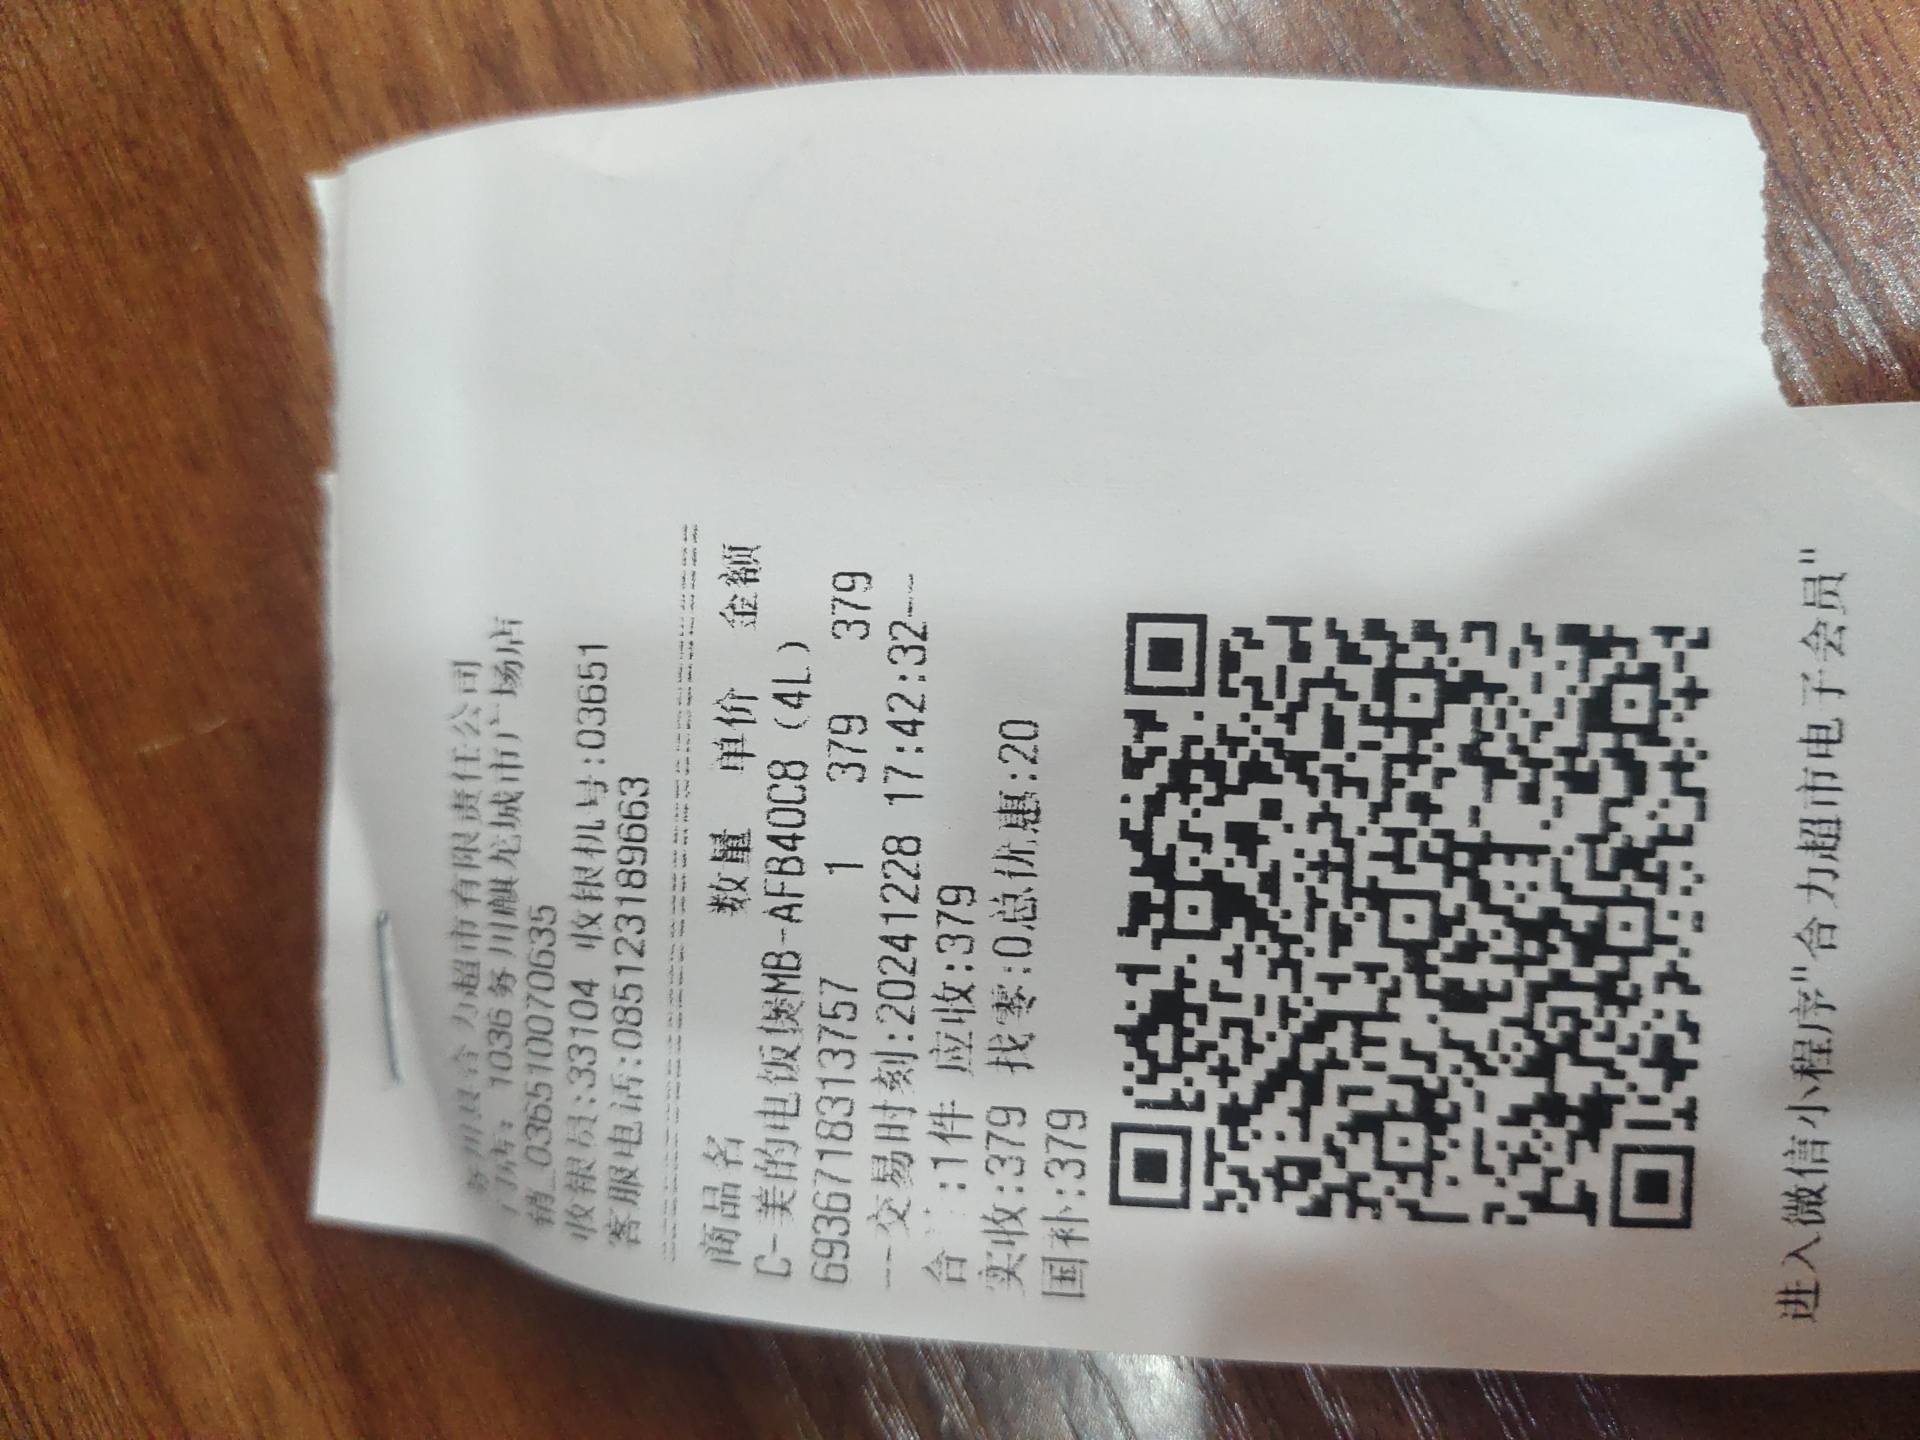 务川县合力超市有限责任公司
门店: 1036务川麒龙城市广场店
销_036510070635
收银员:33104 收银机号:03651
客服电话:085123189663
商品名 数量 单价 金额
C-美的电饭煲MB-AFB40C8 (4L)
6936718313757 1 379 379
--交易时刻:20241228 17:42:32--
合 :1件 应收:379
实收:379 找零:0总优惠:20
国补:379
进入微信小程序"合力超市电子会员"